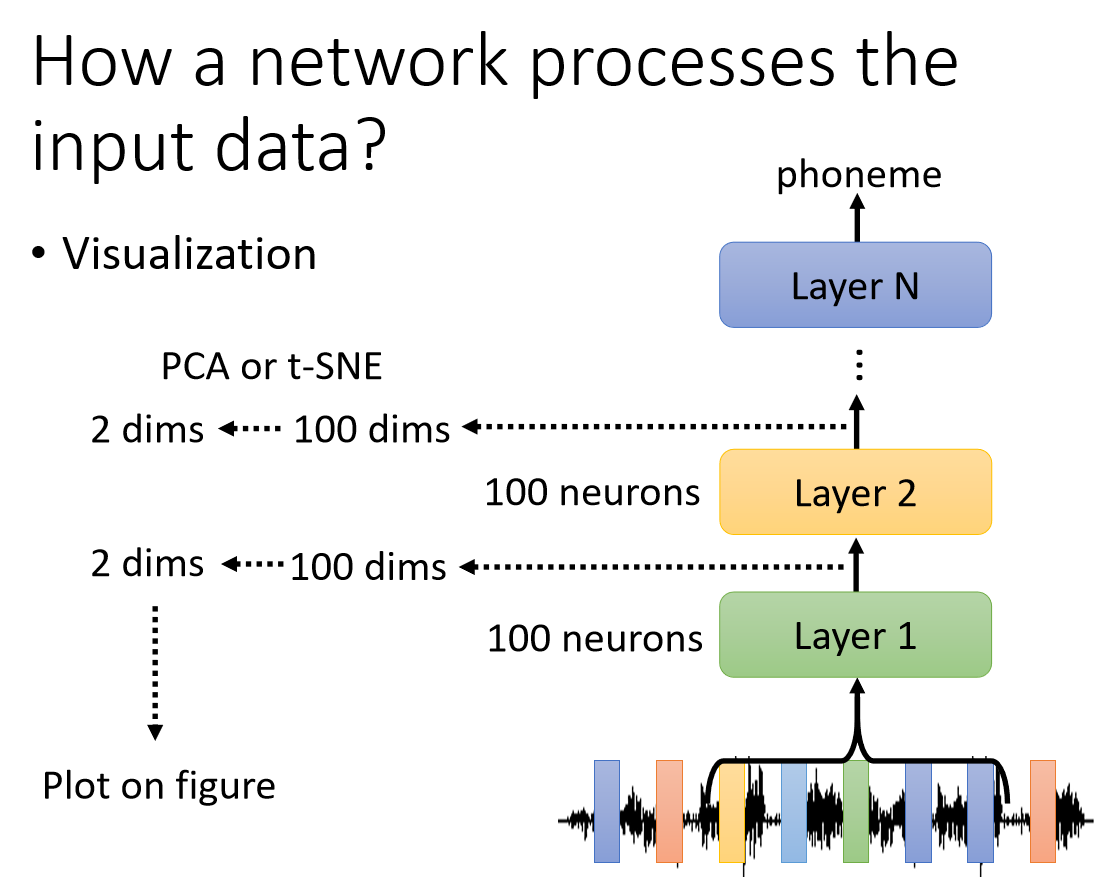 How a network processes the
input data?
• Visualization
phoneme
Layer N
⋮
PCA or t-SNE
2 dims
100 dims
100 neurons
Layer 2
2 dims
100 dims
100 neurons
Layer 1
Plot on figure